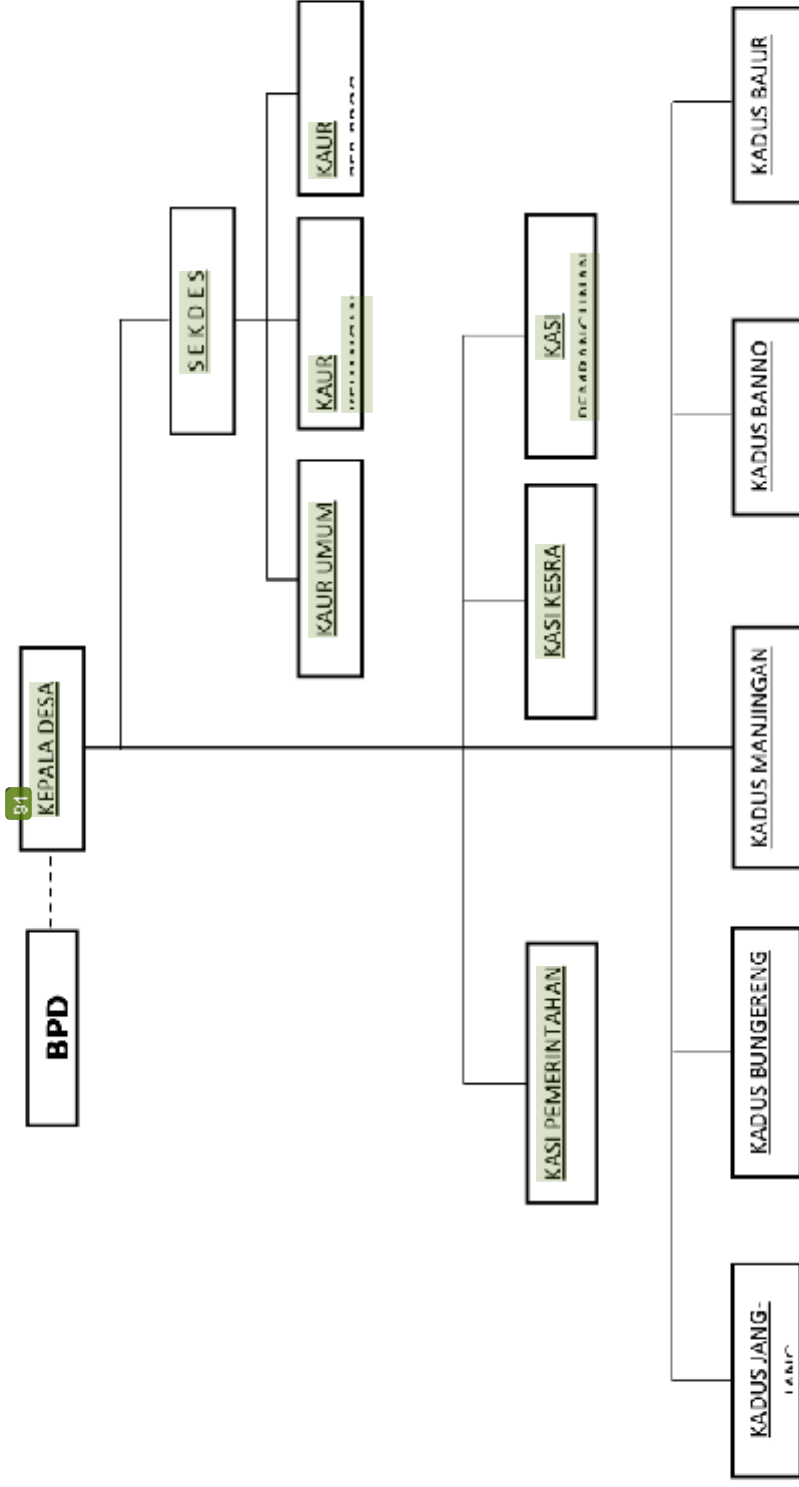 91
BPD
KEPALA DESA
S E K D E S
KAUR UMUM
KAUR
KAUR
KASI PEMERINTAHAN
KASI KESRA
KASI
KADUS JANG-
KADUS BUNGERENG
KADUS MANJINGAN
KADUS BANNO
KADUS BAJUR